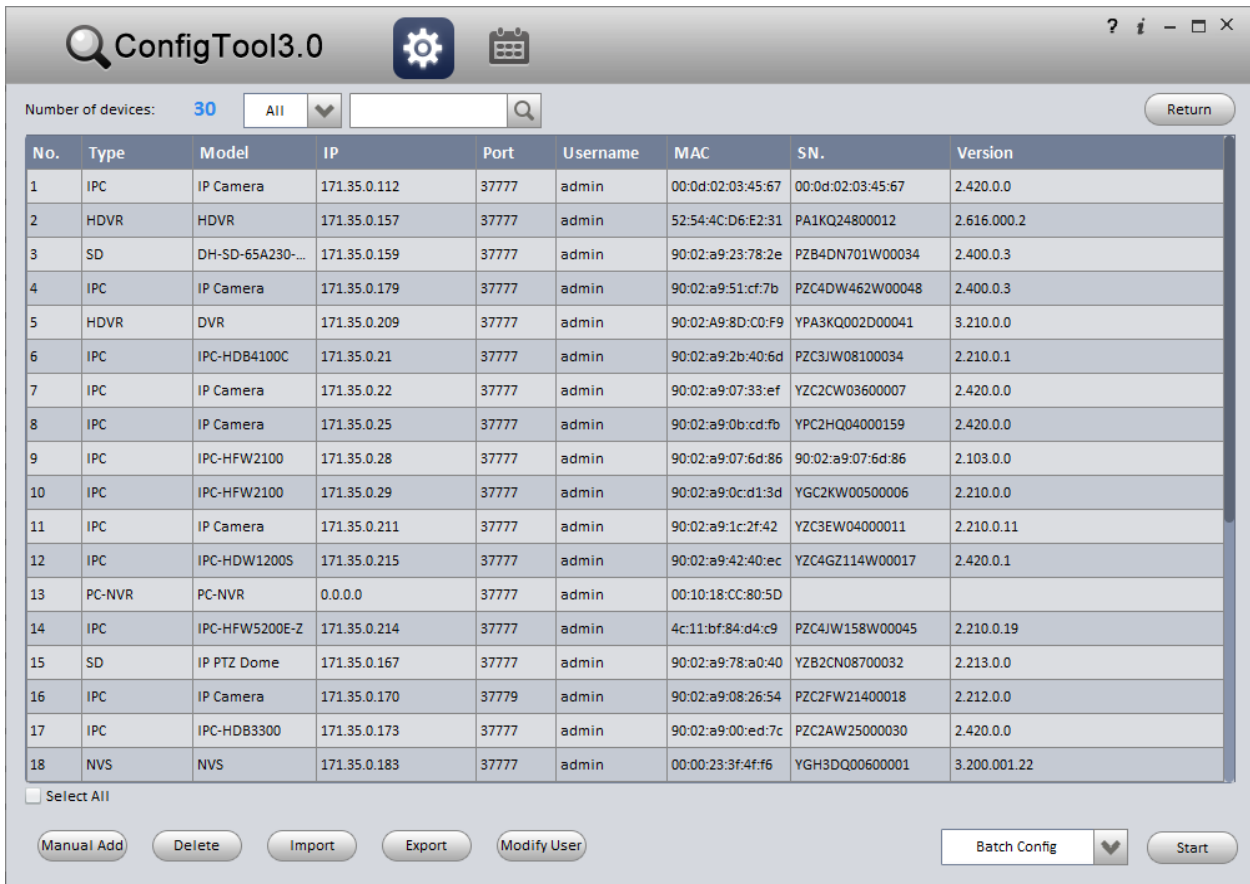 ConfigTool3.0 ? i
Number of devices: 30 All Return
No. Type Model IP Port Username MAC SN. Version
1 IPC IP Camera 171.35.0.112 37777 admin 00:0d:02:03:45:67 00:0d:02:03:45:67 2.420.0.0
2 HDVR HDVR 171.35.0.157 37777 admin 52:54:4C:D6:E2:31 PA1KQ24800012 2.616.000.2
3 SD DH-SD-65A230-... 171.35.0.159 37777 admin 90:02:a9:23:78:2e PZB4DN701W00034 2.400.0.3
4 IPC IP Camera 171.35.0.179 37777 admin 90:02:a9:51:cf:7b PZC4DW462W00048 2.400.0.3
5 HDVR DVR 171.35.0.209 37777 admin 90:02:A9:8D:C0:F9 YPA3KQ002D00041 3.210.0.0
6 IPC IPC-HDB4100C 171.35.0.21 37777 admin 90:02:a9:2b:40:6d PZC3JW08100034 2.210.0.1
7 IPC IP Camera 171.35.0.22 37777 admin 90:02:a9:07:33:ef YZC2CW03600007 2.420.0.0
8 IPC IP Camera 171.35.0.25 37777 admin 90:02:a9:0b:cd:fb YPC2HQ04000159 2.420.0.0
9 IPC IPC-HFW2100 171.35.0.28 37777 admin 90:02:a9:07:6d:86 90:02:a9:07:6d:86 2.103.0.0
10 IPC IPC-HFW2100 171.35.0.29 37777 admin 90:02:a9:0c:d1:3d YGC2KW00500006 2.210.0.0
11 IPC IP Camera 171.35.0.211 37777 admin 90:02:a9:1c:2f:42 YZC3EW04000011 2.210.0.11
12 IPC IPC-HDW1200S 171.35.0.215 37777 admin 90:02:a9:42:40:ec YZC4GZ114W00017 2.420.0.1
13 PC-NVR PC-NVR 0.0.0.0 37777 admin 00:10:18:CC:80:5D
14 IPC IPC-HFW5200E-Z 171.35.0.214 37777 admin 4c:11:bf:84:d4:c9 PZC4JW158W00045 2.210.0.19
15 SD IP PTZ Dome 171.35.0.167 37777 admin 90:02:a9:78:a0:40 YZB2CN08700032 2.213.0.0
16 IPC IP Camera 171.35.0.170 37779 admin 90:02:a9:08:26:54 PZC2FW21400018 2.212.0.0
17 IPC IPC-HDB3300 171.35.0.173 37777 admin 90:02:a9:00:ed:7c PZC2AW25000030 2.420.0.0
18 NVS NVS 171.35.0.183 37777 admin 00:00:23:3f:4f:f6 YGH3DQ00600001 3.200.001.22
Select All
Manual Add Delete Import Export Modify User Batch Config Start